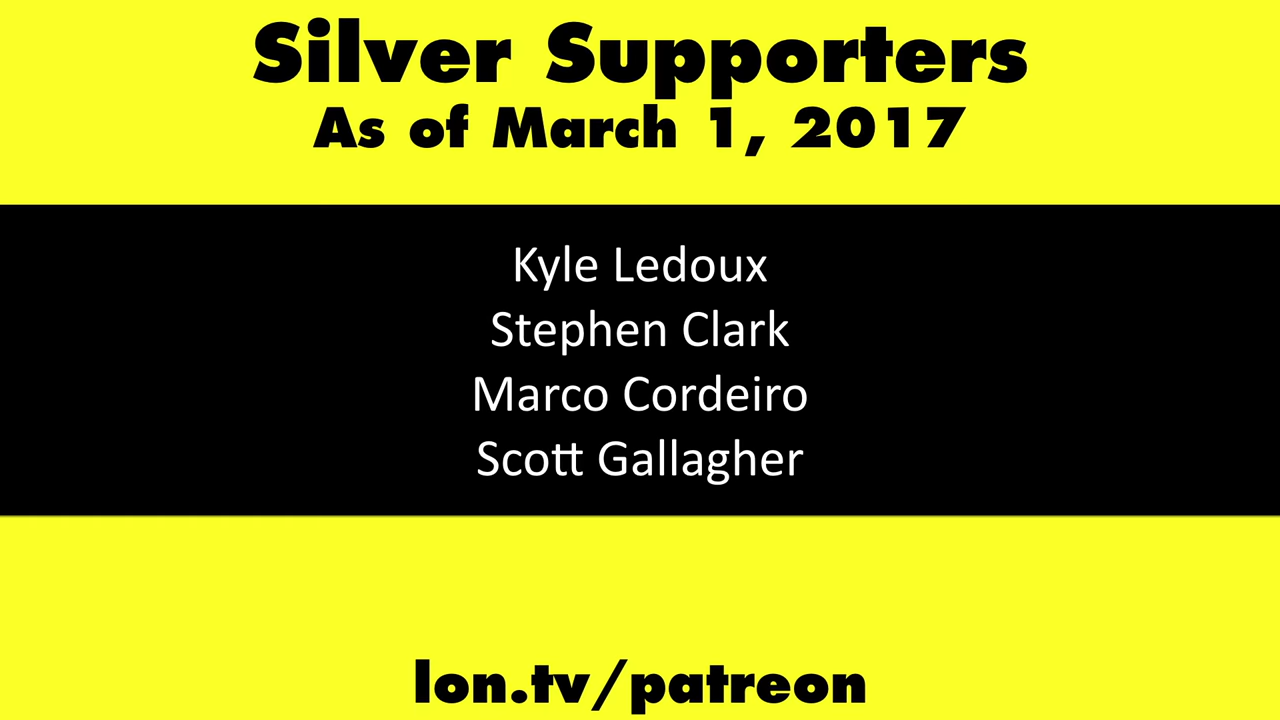 Silver Supporters
As of March 1, 2017
Kyle Ledoux
Stephen Clark
Marco Cordeiro
Scott Gallagher
lon.tv/patreon